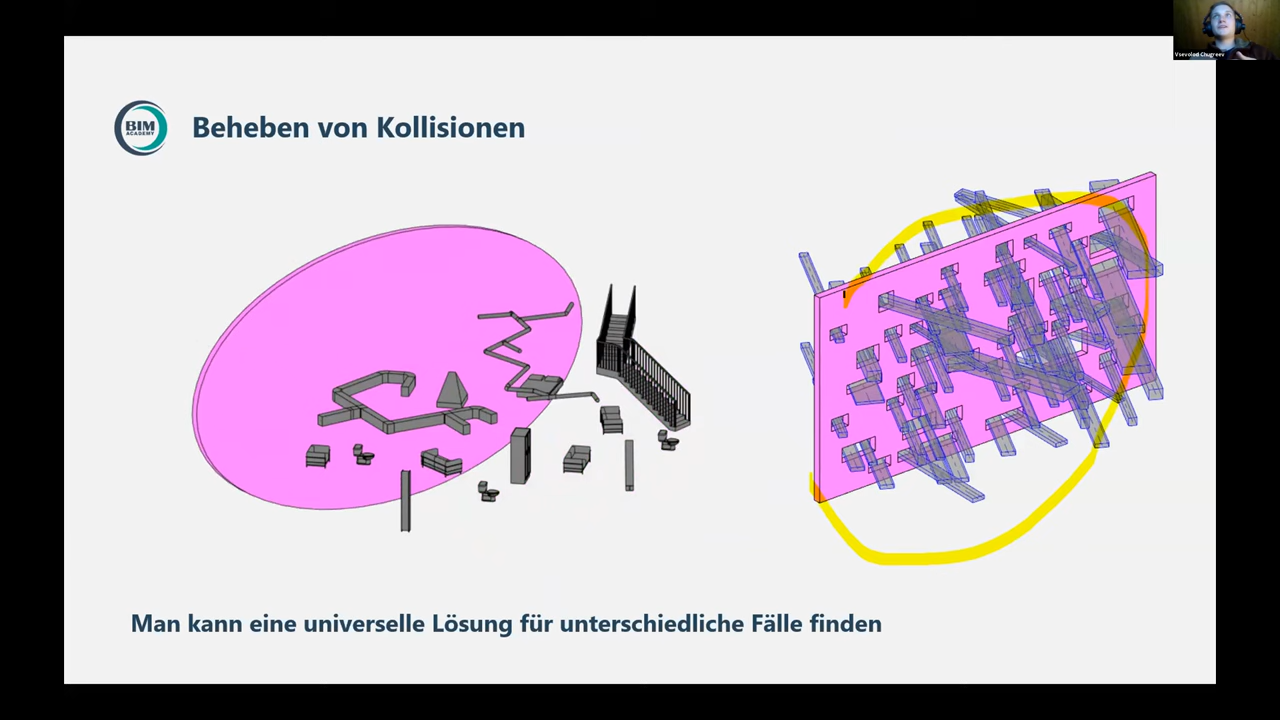 Vsevolod Chugreev
BIM
ACADEMY
Beheben von Kollisionen
Man kann eine universelle Lösung für unterschiedliche Fälle finden